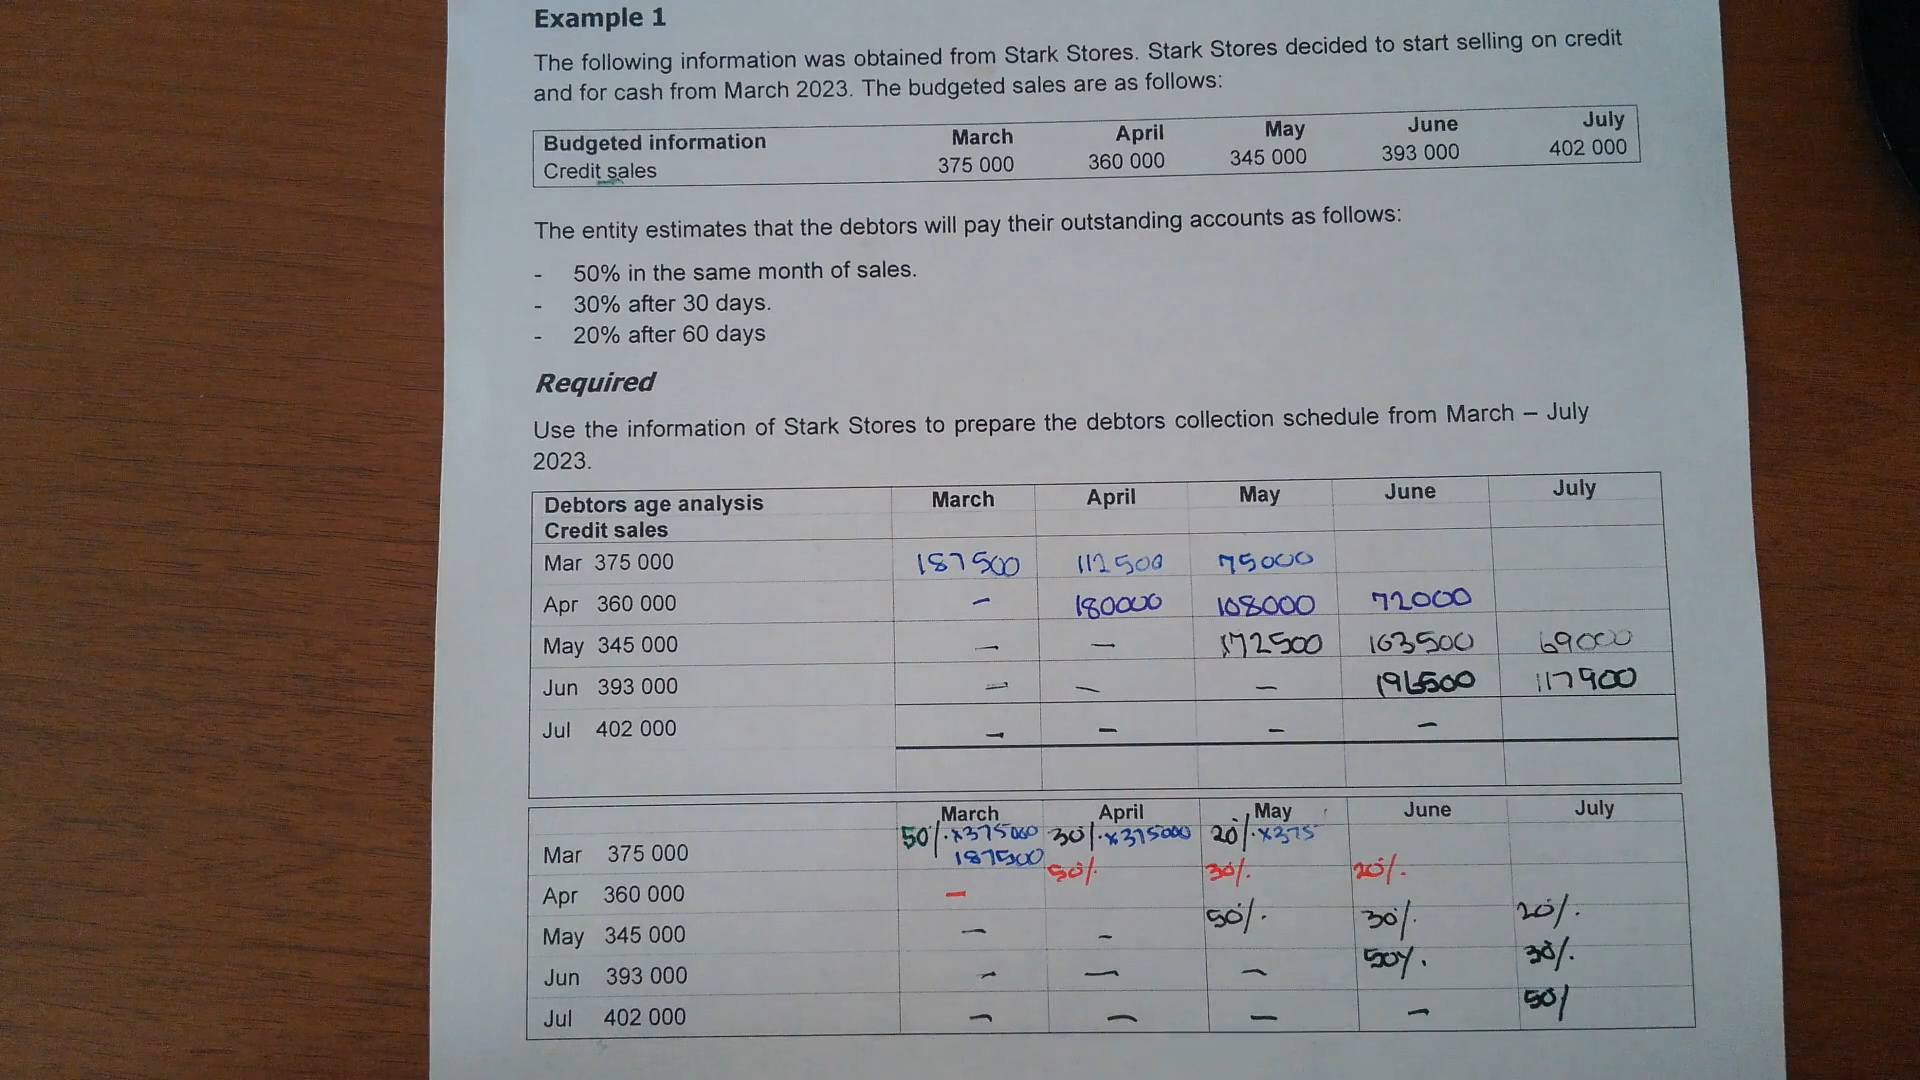 Example 1
The following information was obtained from Stark Stores. Stark Stores decided to start selling on credit
and for cash from March 2023. The budgeted sales are as follows:
Budgeted information March April May June July
Credit sales 375 000 360 000 345 000 393 000 402 000
The entity estimates that the debtors will pay their outstanding accounts as follows:
- 50% in the same month of sales.
- 30% after 30 days.
- 20% after 60 days
Required
Use the information of Stark Stores to prepare the debtors collection schedule from March – July
2023.
Debtors age analysis March April May June July
Credit sales
Mar 375 000 187500 112500 75000
Apr 360 000 - 180000 108000 72000
May 345 000 - - 172500 163500 69000
Jun 393 000 - - - 196500 117900
Jul 402 000 - - - -
March April May June July
50%x375000 30%x375000 20%x375
Mar 375 000 187500
Apr 360 000 - 50% 30% 20%
May 345 000 - - 50% 30% 20%
Jun 393 000 - - - 50% 30%
Jul 402 000 - - - - 50%